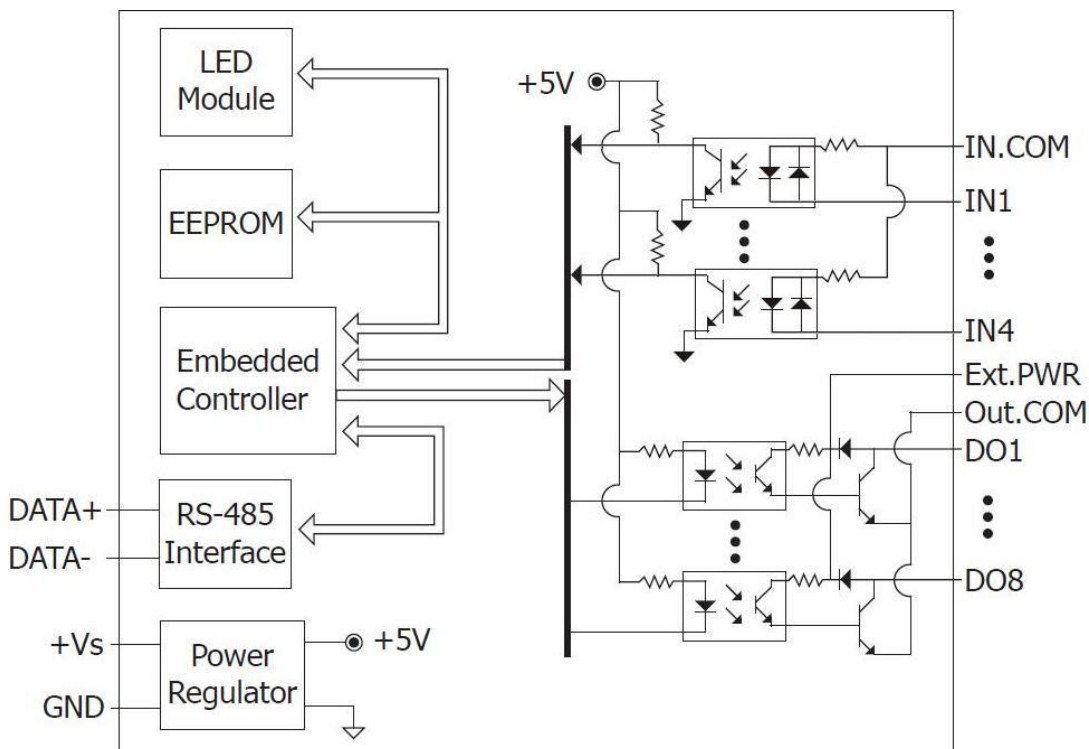 LED
Module
EEPROM
Embedded
Controller
DATA+
DATA-
RS-485
Interface
+Vs
GND
Power
Regulator
+5V
+5V
IN.COM
IN1
IN4
Ext.PWR
Out.COM
DO1
DO8